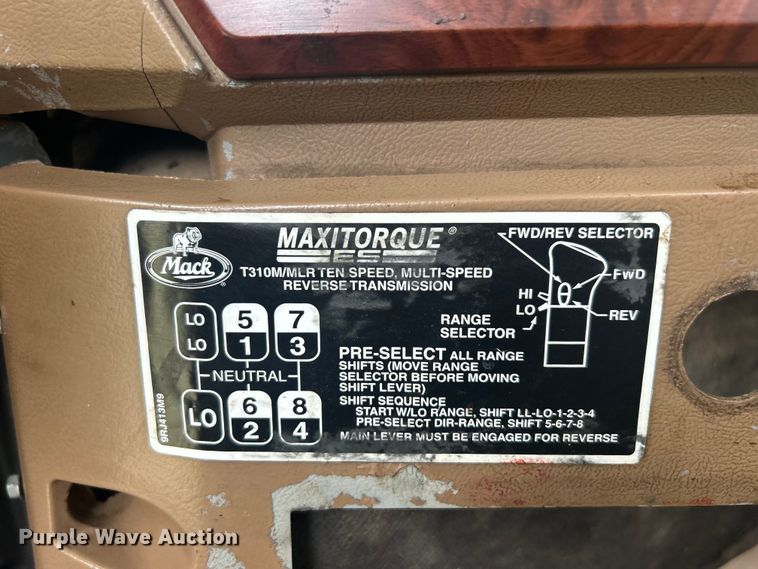 Mack
MAXITORQUE®
ES
T310M/MLR TEN SPEED, MULTI-SPEED
REVERSE TRANSMISSION
FWD/REV SELECTOR
FWD
HI
LO
REV
RANGE
SELECTOR
LO 5 7
LO 1 3
NEUTRAL
LO 6 8
2 4
PRE-SELECT ALL RANGE
SHIFTS (MOVE RANGE
SELECTOR BEFORE MOVING
SHIFT LEVER)
SHIFT SEQUENCE
START W/LO RANGE, SHIFT LL-LO-1-2-3-4
PRE-SELECT DIR-RANGE, SHIFT 5-6-7-8
MAIN LEVER MUST BE ENGAGED FOR REVERSE
9RJ413M9
Purple Wave Auction